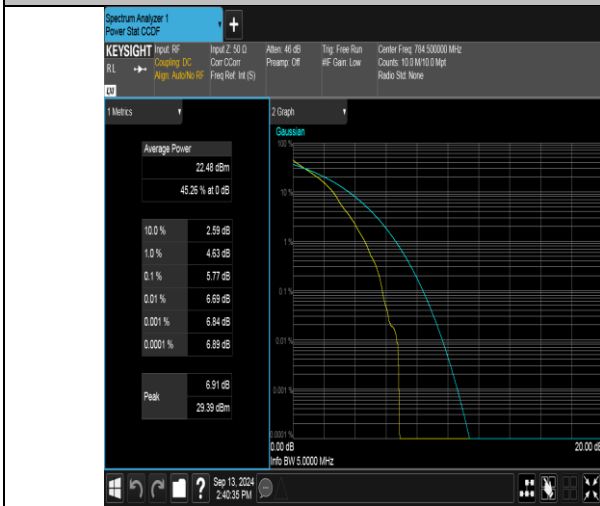 Spectrum Analyzer 1
Power Stat CCDF
+
KEYSIGHT
RL
LXI
Input: RF
Coupling: DC
Align: Auto/No RF
Input Z: 50 Ω
Corr CCorr
Freq Ref: Int (S)
Atten: 46 dB
Preamp: Off
Trig: Free Run
#IF Gain: Low
Center Freq: 784.500000 MHz
Counts: 10.0 M/10.0 Mpt
Radio Std: None
1 Metrics
Average Power
22.48 dBm
45.26 % at 0 dB
10.0 % 2.59 dB
1.0 % 4.63 dB
0.1 % 5.77 dB
0.01 % 6.69 dB
0.001 % 6.84 dB
0.0001 % 6.89 dB
Peak
6.91 dB
29.39 dBm
2 Graph
Gaussian
100 %
10 %
1 %
0.1 %
0.01 %
0.001 %
0.0001 %
0.00 dB
20.00 dB
Info BW 5.0000 MHz
?
Sep 13, 2024
2:40:35 PM